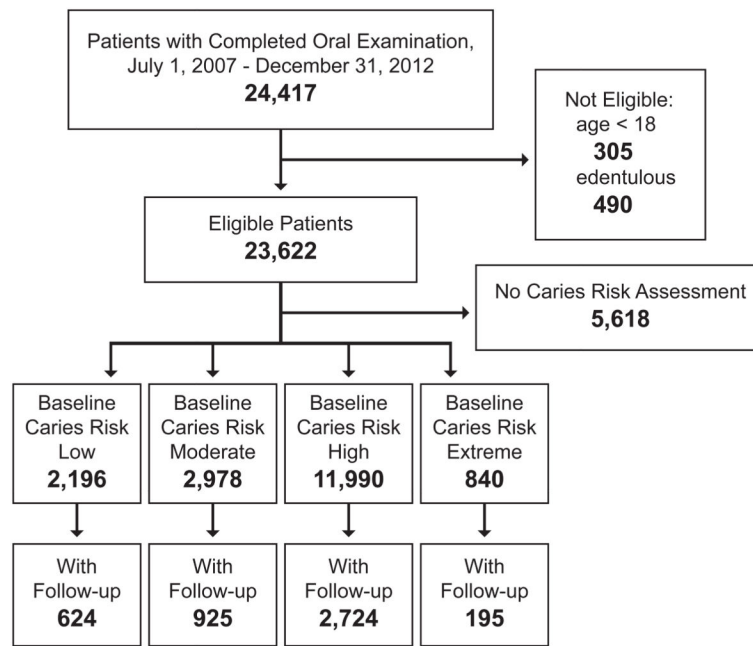 Patients with Completed Oral Examination,
July 1, 2007 - December 31, 2012
24,417
Not Eligible:
age < 18
305
edentulous
490
Eligible Patients
23,622
No Caries Risk Assessment
5,618
Baseline
Caries Risk
Low
2,196
Baseline
Caries Risk
Moderate
2,978
Baseline
Caries Risk
High
11,990
Baseline
Caries Risk
Extreme
840
With
Follow-up
624
With
Follow-up
925
With
Follow-up
2,724
With
Follow-up
195